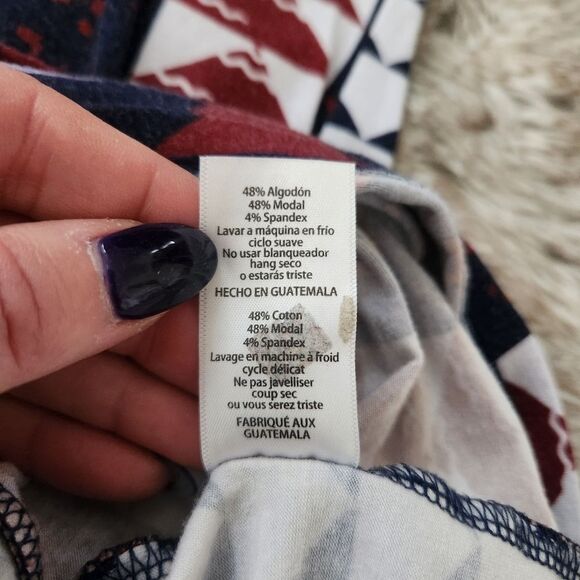 48% Algodón
48% Modal
4% Spandex
Lavar a máquina en frío
ciclo suave
No usar blanqueador
hang seco
o estarás triste
HECHO EN GUATEMALA
48% Coton
48% Modal
4% Spandex
Lavage en machine à froid
cycle délicat
Ne pas javelliser
coup sec
ou vous serez triste
FABRIQUÉ AUX
GUATEMALA